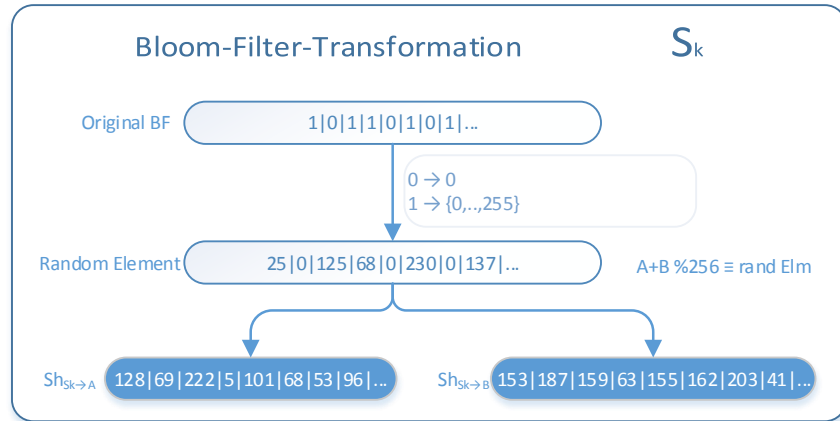 Bloom-Filter-Transformation Sk
Original BF 1|0|1|1|0|1|0|1|...
0 → 0
1 → {0,..,255}
Random Element 25|0|125|68|0|230|0|137|... A+B %256 ≡ rand Elm
ShSk→A 128|69|222|5|101|68|53|96|... ShSk→B 153|187|159|63|155|162|203|41|...